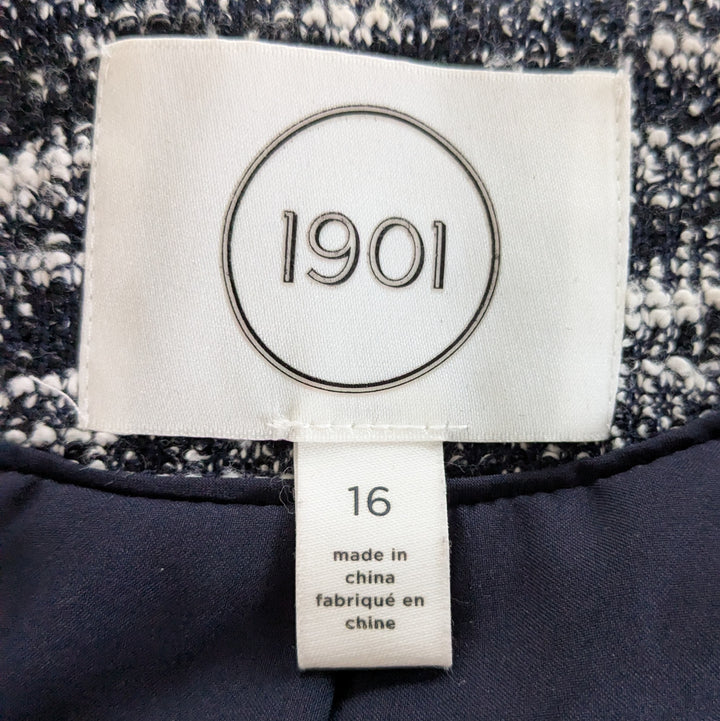 1901
16
made in
china
fabriqué en
chine